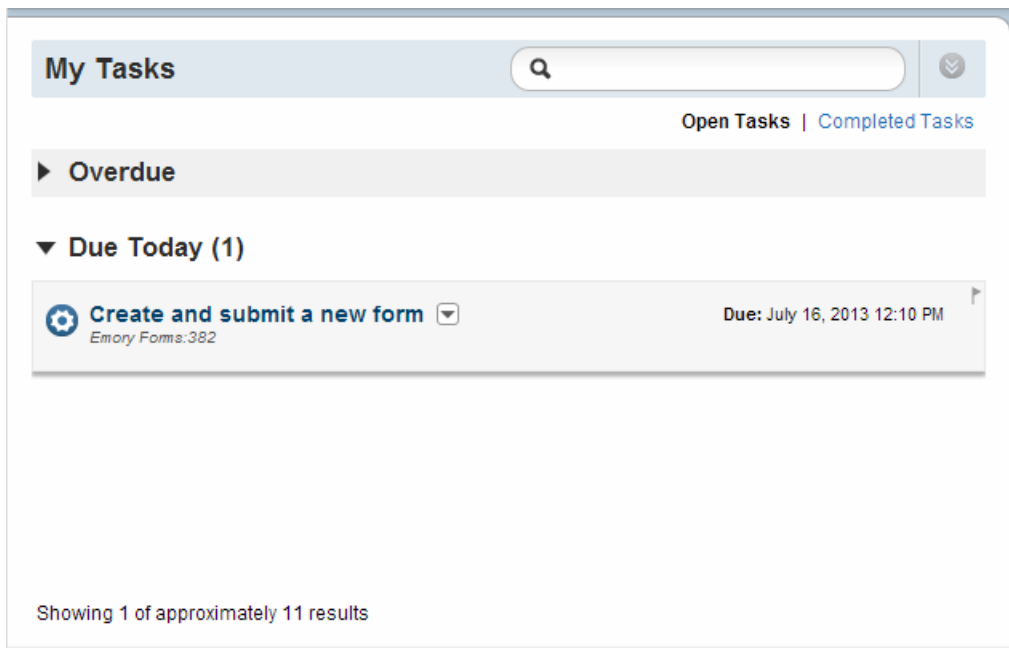 My Tasks
Open Tasks | Completed Tasks
Overdue
Due Today (1)
Create and submit a new form
Due: July 16, 2013 12:10 PM
Emory Forms:382
Showing 1 of approximately 11 results